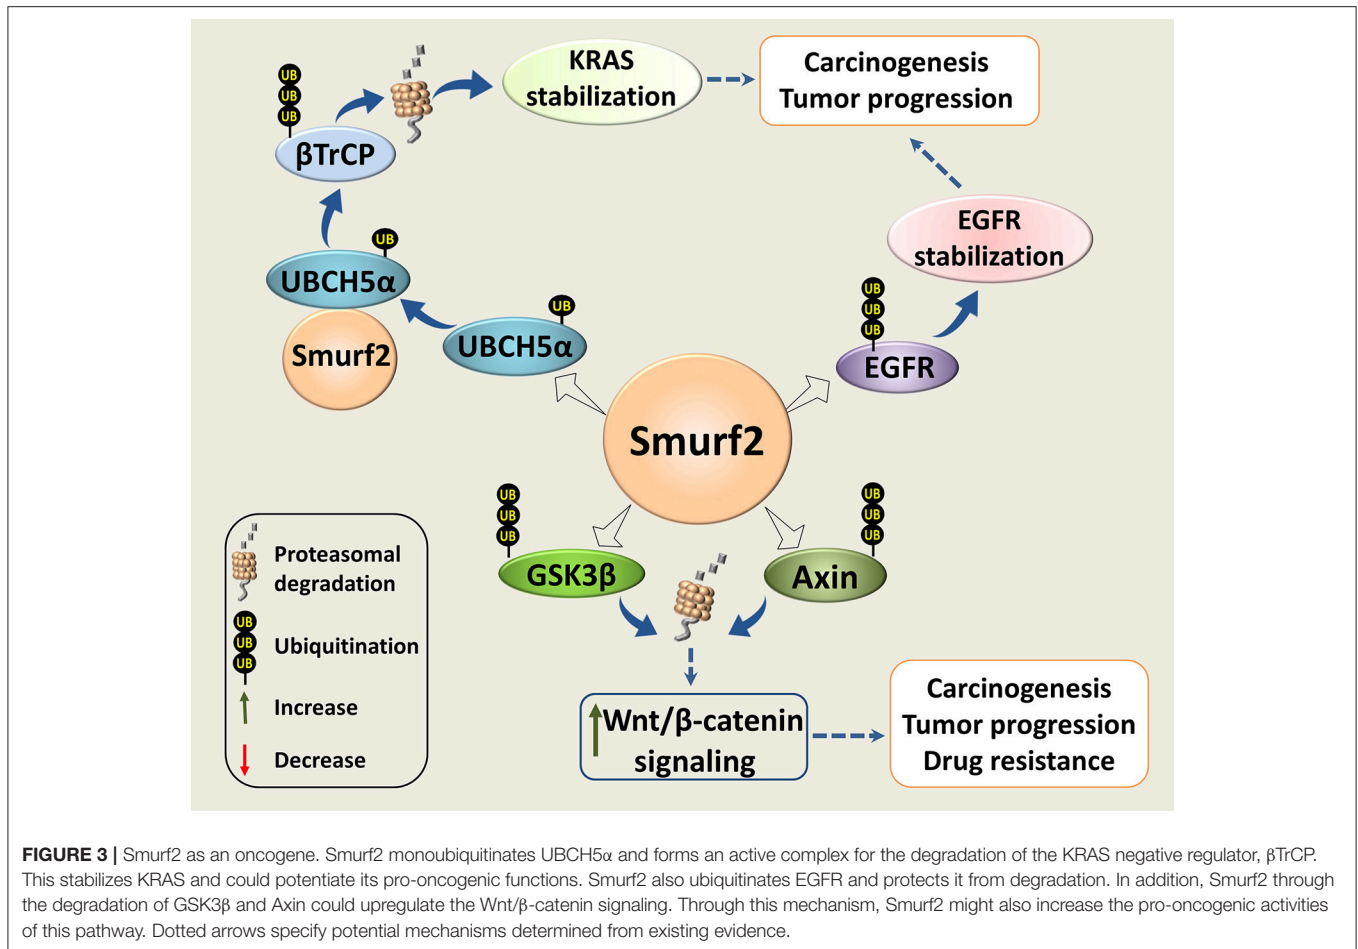 KRAS
stabilization
Carcinogenesis
Tumor progression
UB
UB
UB
βTrCP
EGFR
stabilization
UB
UBCH5α
Smurf2
UB
UBCH5α
UB
UB
UB
EGFR
Smurf2
UB
UB
UB
GSK3β
UB
UB
UB
Axin
Proteasomal
degradation
UB
UB
UB
Ubiquitination
Increase
Decrease
Wnt/β-catenin
signaling
Carcinogenesis
Tumor progression
Drug resistance
FIGURE 3 | Smurf2 as an oncogene. Smurf2 monoubiquitinates UBCH5α and forms an active complex for the degradation of the KRAS negative regulator, βTrCP.
This stabilizes KRAS and could potentiate its pro-oncogenic functions. Smurf2 also ubiquitinates EGFR and protects it from degradation. In addition, Smurf2 through
the degradation of GSK3β and Axin could upregulate the Wnt/β-catenin signaling. Through this mechanism, Smurf2 might also increase the pro-oncogenic activities
of this pathway. Dotted arrows specify potential mechanisms determined from existing evidence.